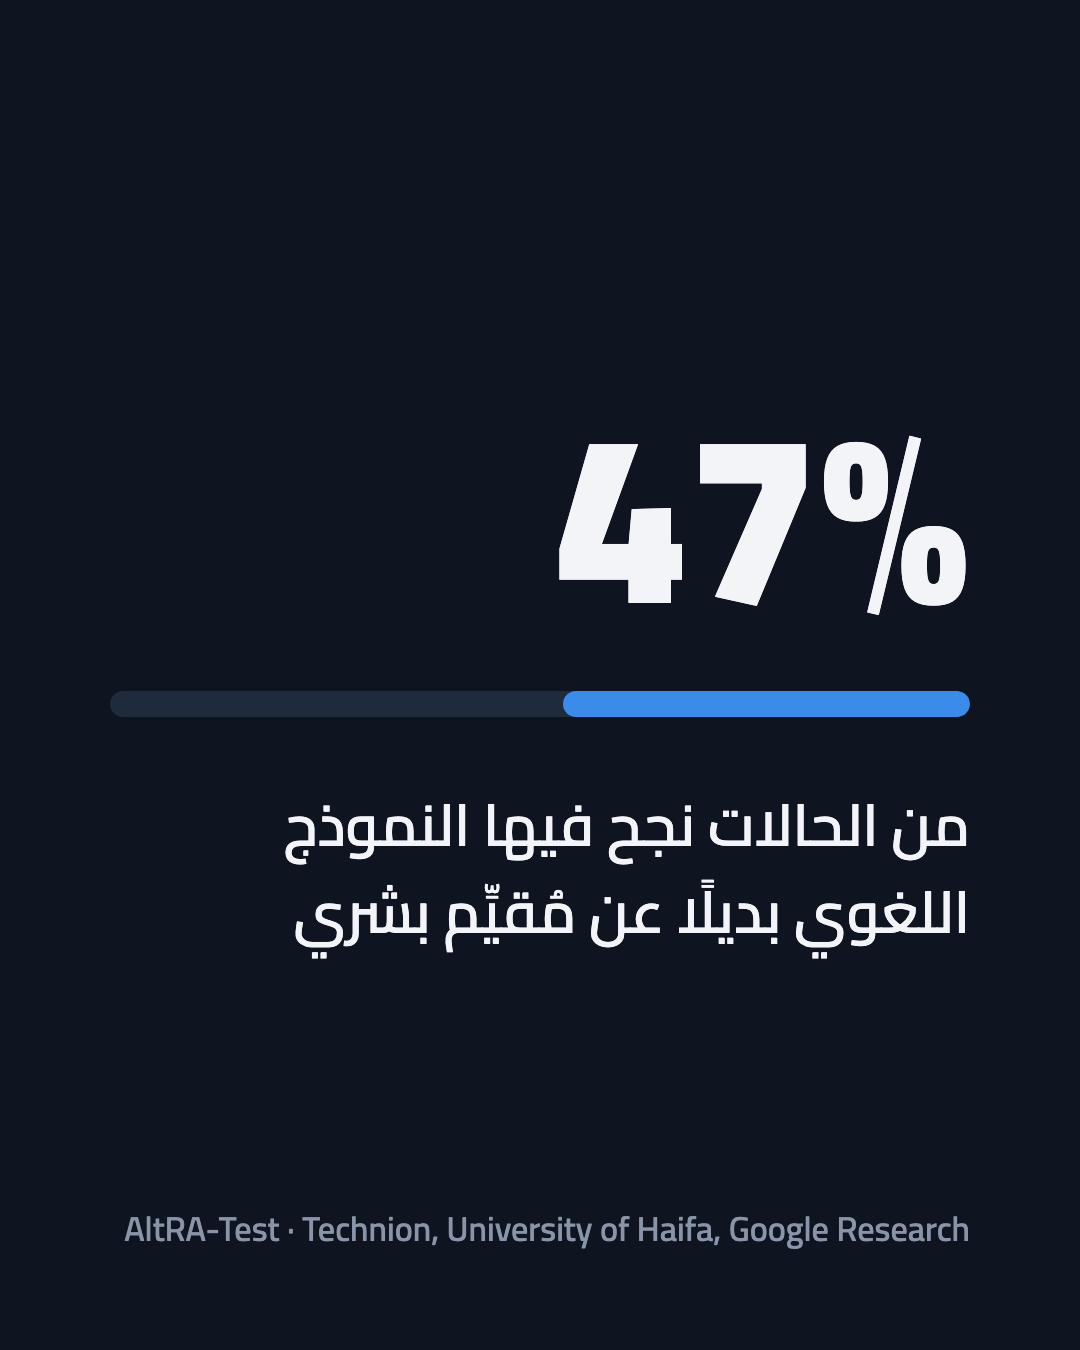 47%
من الحالات نجح فيها النموذج
اللغوي بديلًا عن مُقيِّم بشري
AltRA-Test · Technion, University of Haifa, Google Research